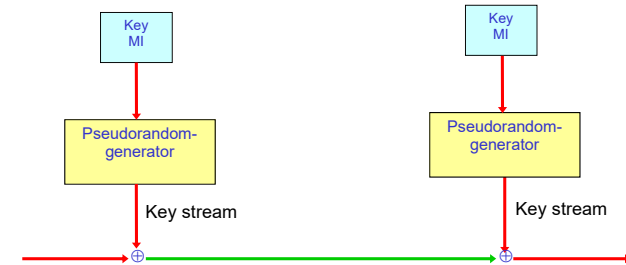 Key
MI
Pseudorandom-
generator
Key stream
Key
MI
Pseudorandom-
generator
Key stream